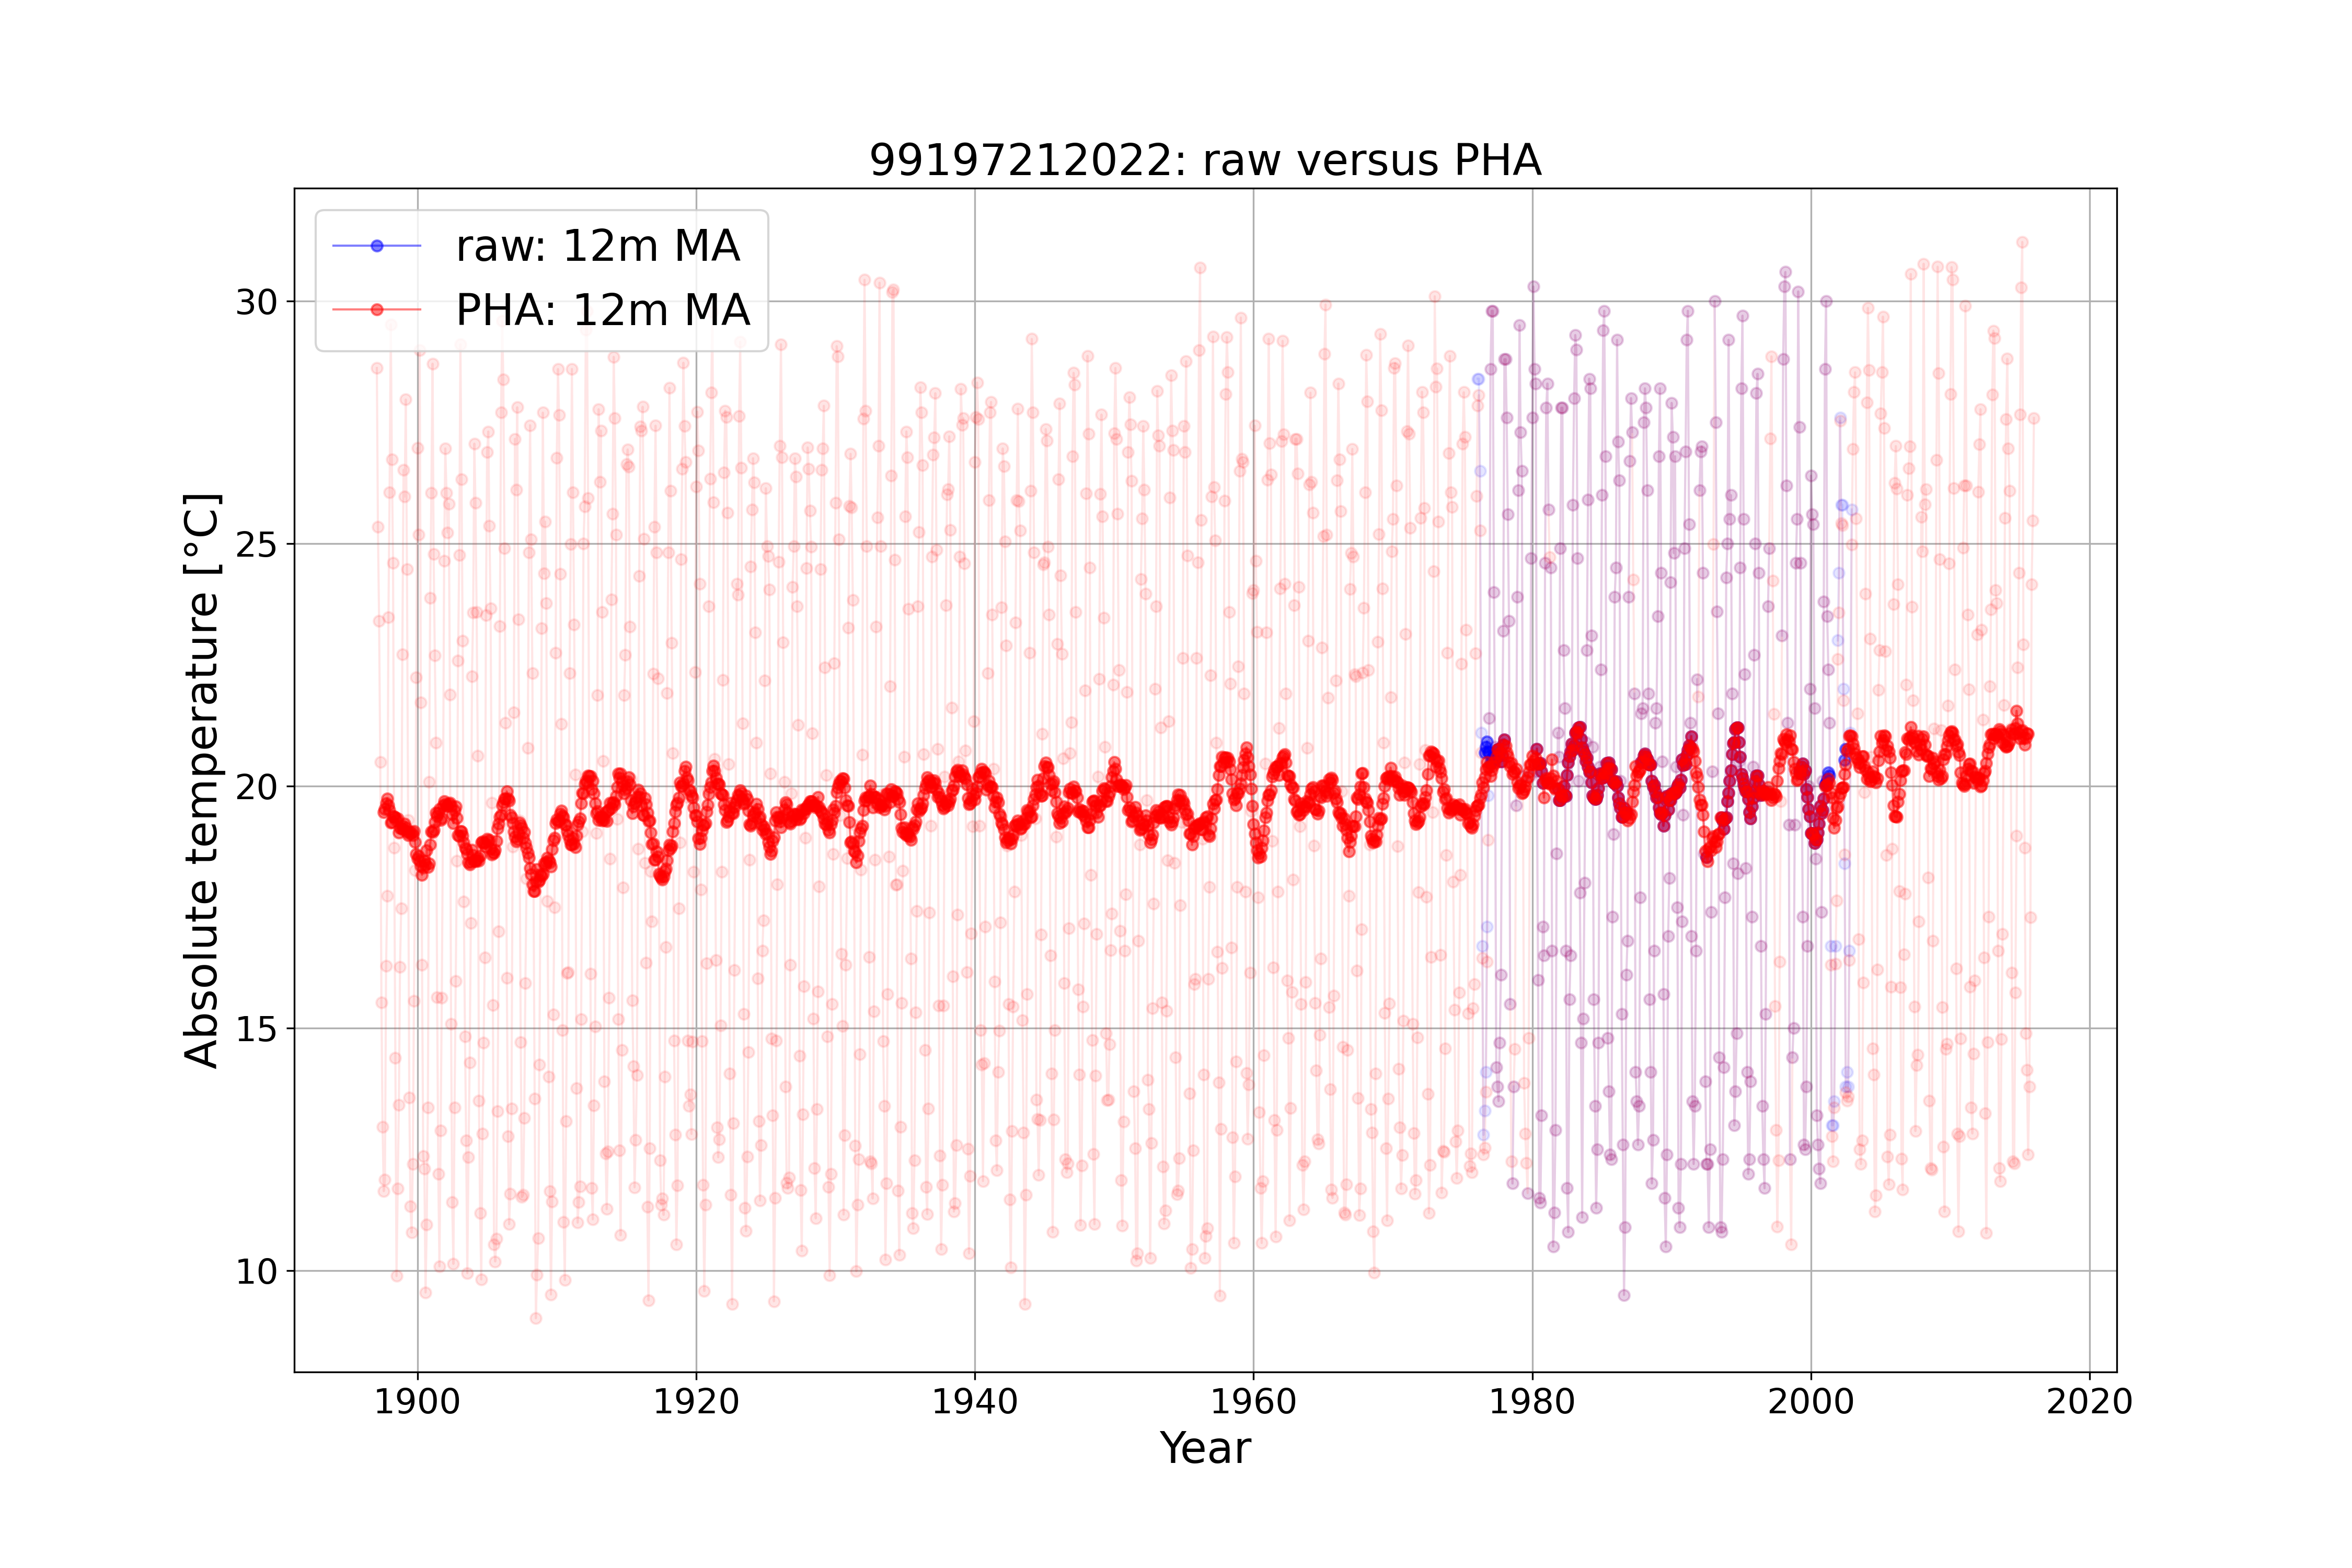 99197212022: raw versus PHA
raw: 12m MA
PHA: 12m MA
Absolute temperature [°C]
30
25
20
15
10
1900
1920
1940
1960
1980
2000
2020
Year